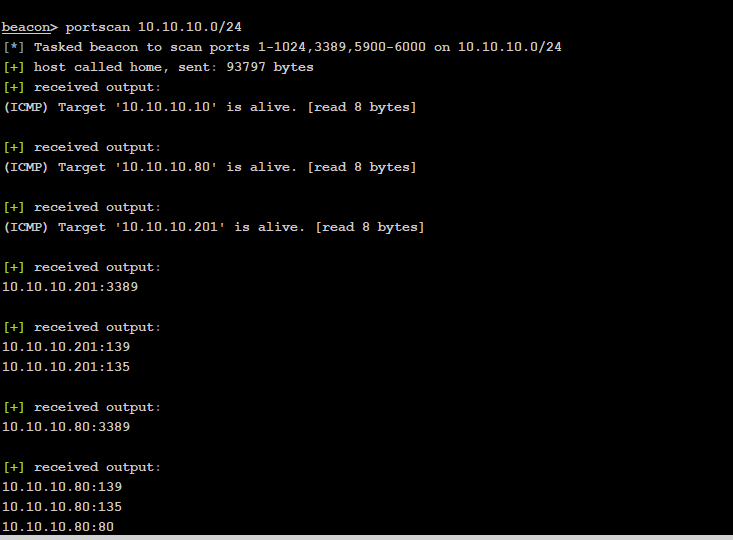 beacon> portscan 10.10.10.0/24
[*] Tasked beacon to scan ports 1-1024,3389,5900-6000 on 10.10.10.0/24
[+] host called home, sent: 93797 bytes
[+] received output:
(ICMP) Target '10.10.10.10' is alive. [read 8 bytes]
[+] received output:
(ICMP) Target '10.10.10.80' is alive. [read 8 bytes]
[+] received output:
(ICMP) Target '10.10.10.201' is alive. [read 8 bytes]
[+] received output:
10.10.10.201:3389
[+] received output:
10.10.10.201:139
10.10.10.201:135
[+] received output:
10.10.10.80:3389
[+] received output:
10.10.10.80:139
10.10.10.80:135
10.10.10.80:80